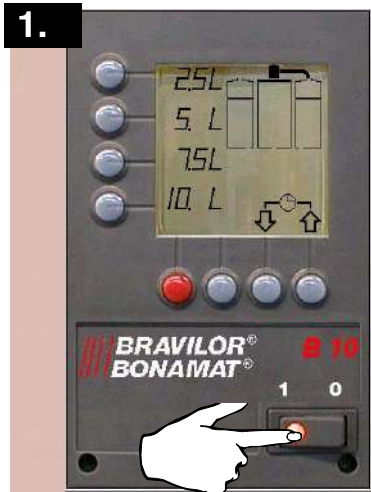 1.
2,5L
5, L
7,5L
10, L
BRAVILOR® B 10
BONAMAT®
1 0